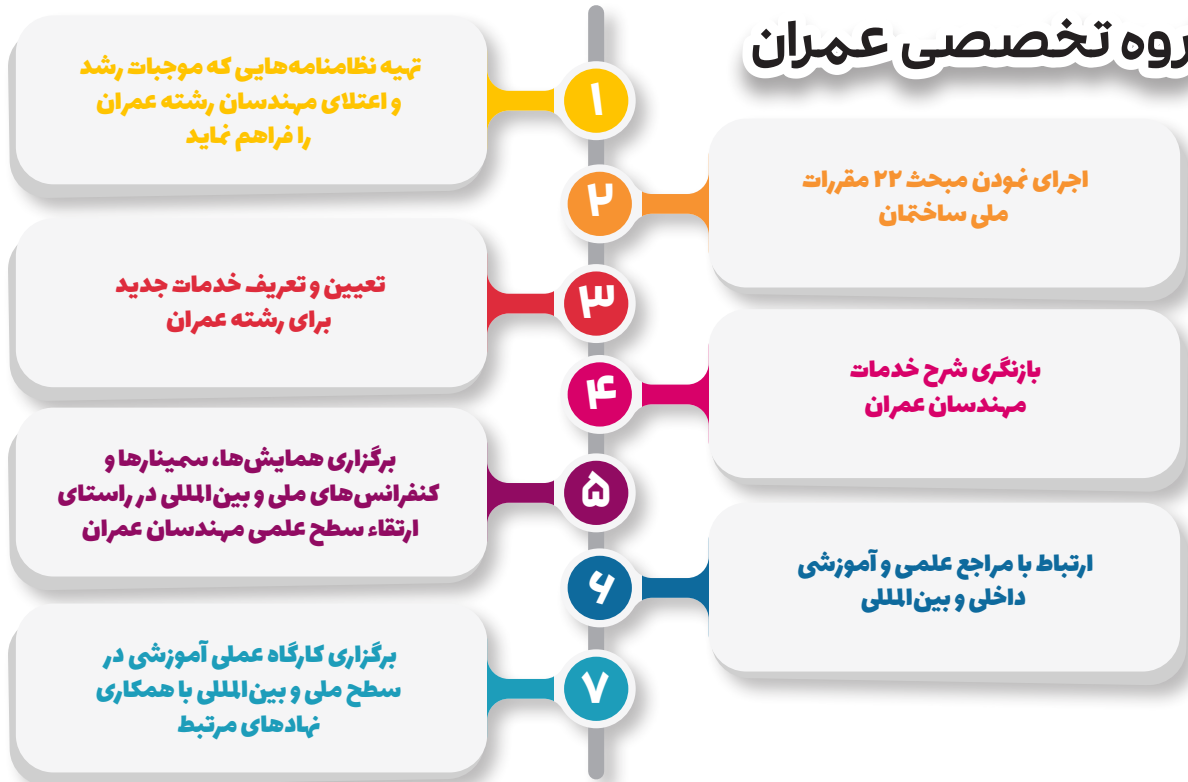 روه تخصصی عمران
۱
تهیه نظامنامه‌هایی که موجبات رشد
و اعتلای مهندسان رشته عمران
را فراهم نماید
۲
اجرای نمودن مبحث ۲۲ مقررات
ملی ساختمان
۳
تعیین و تعریف خدمات جدید
برای رشته عمران
۴
بازنگری شرح خدمات
مهندسان عمران
۵
برگزاری همایش‌ها، سمینارها و
کنفرانس‌های ملی و بین‌المللی در راستای
ارتقاء سطح علمی مهندسان عمران
۶
ارتباط با مراجع علمی و آموزشی
داخلی و بین‌المللی
۷
برگزاری کارگاه عملی آموزشی در
سطح ملی و بین‌المللی با همکاری
نهادهای مرتبط